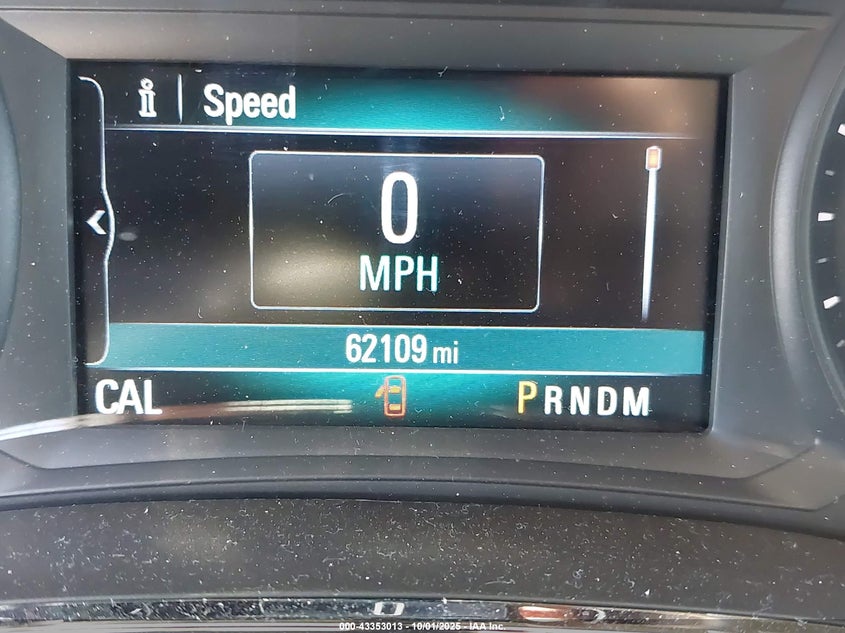 i Speed
0
MPH
62109 mi
CAL PRNDM
000-43353013 - 10/01/2025 - IAA Inc.